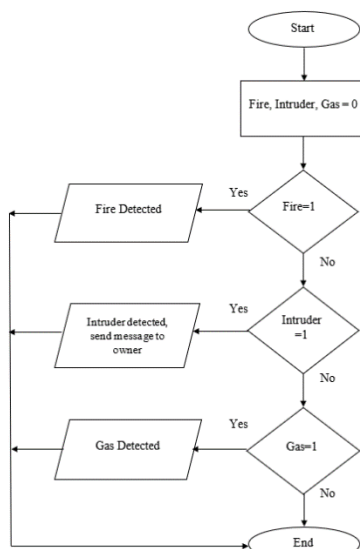 Start
Fire, Intruder, Gas = 0
Fire=1
Yes
Fire Detected
No
Intruder
=1
Yes
Intruder detected,
send message to
owner
No
Gas=1
Yes
Gas Detected
No
End